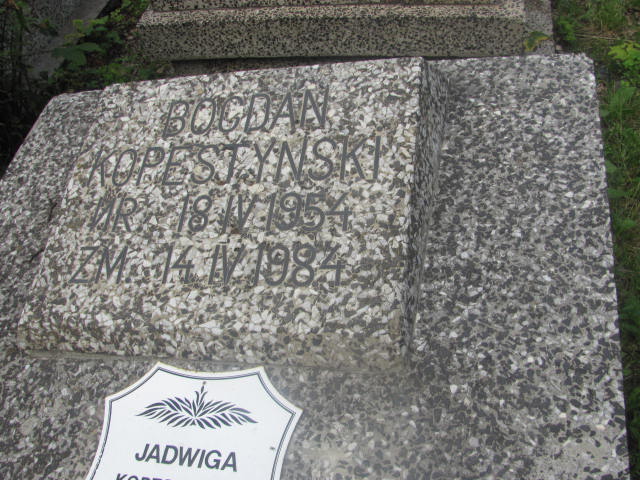 BOGDAN
KOPESTYNSKI
UR. 18 IV 1954
ZM. 14 IV 1984
JADWIGA